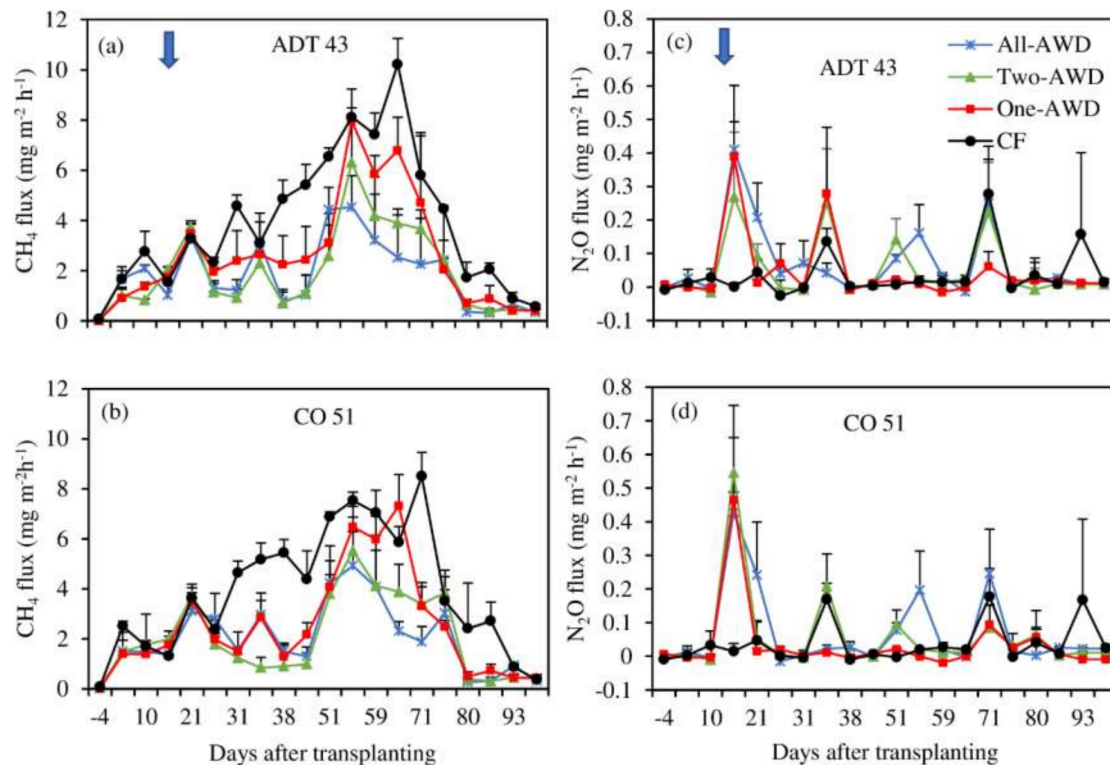 (a)
ADT 43
CH4 flux (mg m-2 h-1)
12
10
8
6
4
2
0
(c)
ADT 43
N2O flux (mg m-2 h-1)
0.8
0.7
0.6
0.5
0.4
0.3
0.2
0.1
0
-0.1
All-AWD
Two-AWD
One-AWD
CF
(b)
CO 51
CH4 flux (mg m-2h-1)
12
10
8
6
4
2
0
-4 10 21 31 38 51 59 71 80 93
Days after transplanting
(d)
CO 51
N2O flux (mg m-2 h-1)
0.8
0.7
0.6
0.5
0.4
0.3
0.2
0.1
0
-0.1
-4 10 21 31 38 51 59 71 80 93
Days after transplanting